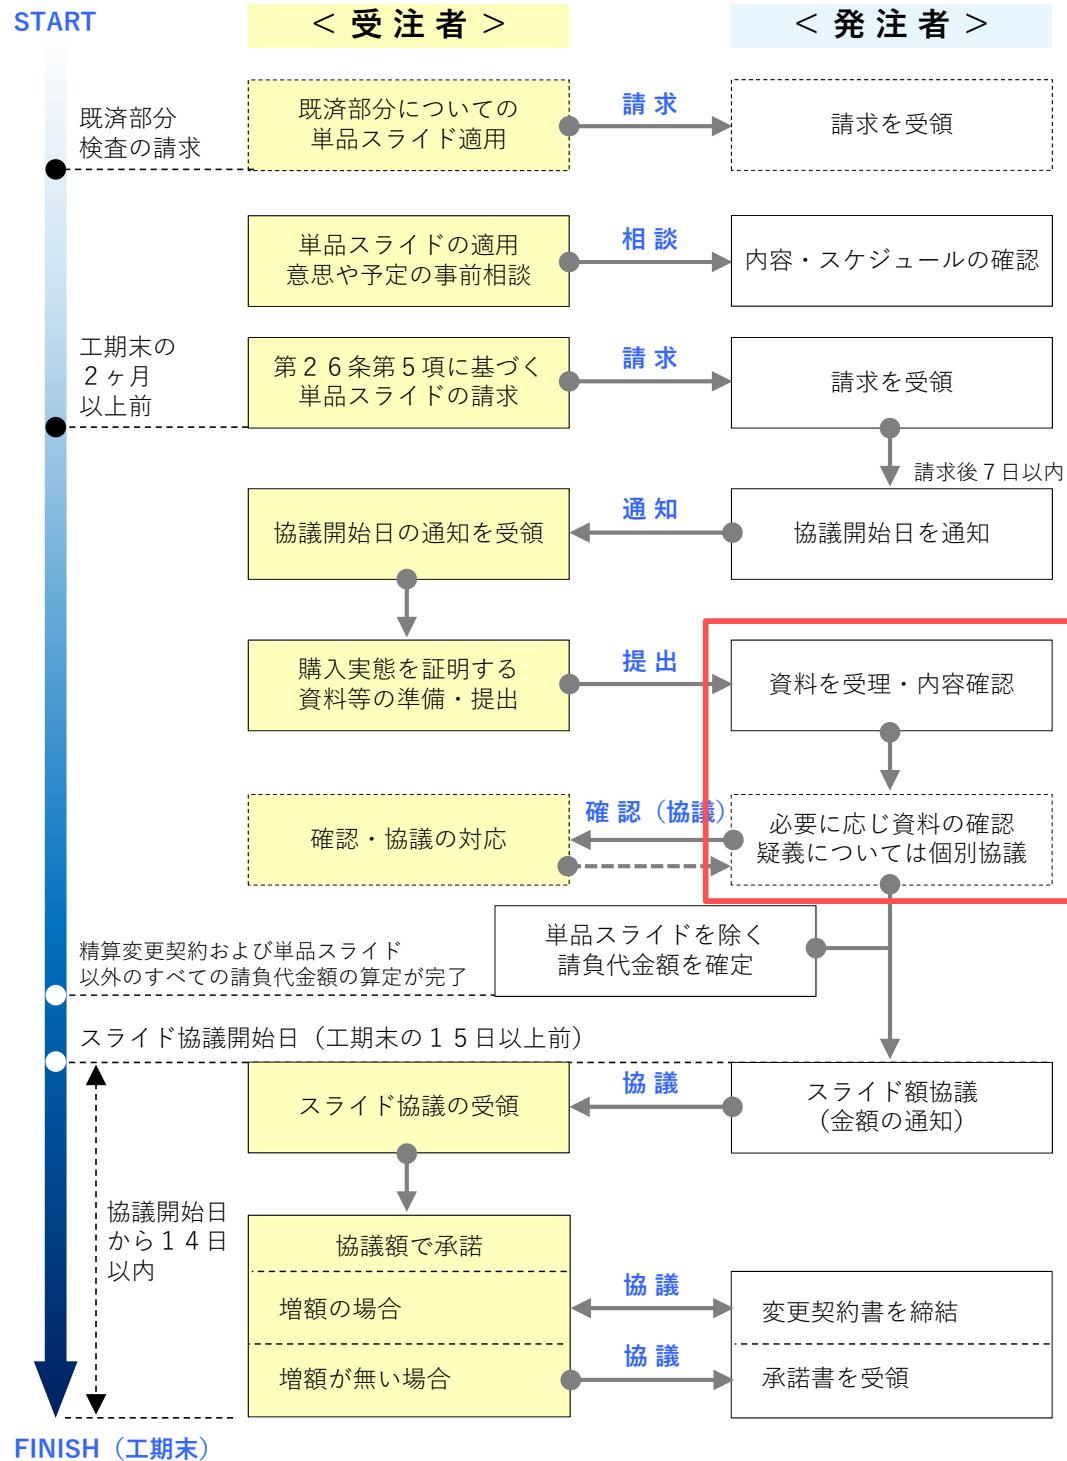 START
＜受注者＞
＜発注者＞
既済部分
検査の請求
既済部分についての
単品スライド適用
請求
請求を受領
単品スライドの適用
意思や予定の事前相談
相談
内容・スケジュールの確認
工期末の
２ヶ月
以上前
第２６条第５項に基づく
単品スライドの請求
請求
請求を受領
請求後７日以内
協議開始日の通知を受領
通知
協議開始日を通知
購入実態を証明する
資料等の準備・提出
提出
資料を受理・内容確認
確認・協議の対応
確認（協議）
必要に応じ資料の確認
疑義については個別協議
単品スライドを除く
請負代金額を確定
精算変更契約および単品スライド
以外のすべての請負代金額の算定が完了
スライド協議開始日（工期末の１５日以上前）
スライド協議の受領
協議
スライド額協議
（金額の通知）
協議開始日
から１４日
以内
協議額で承諾
増額の場合
協議
変更契約書を締結
増額が無い場合
協議
承諾書を受領
FINISH（工期末）